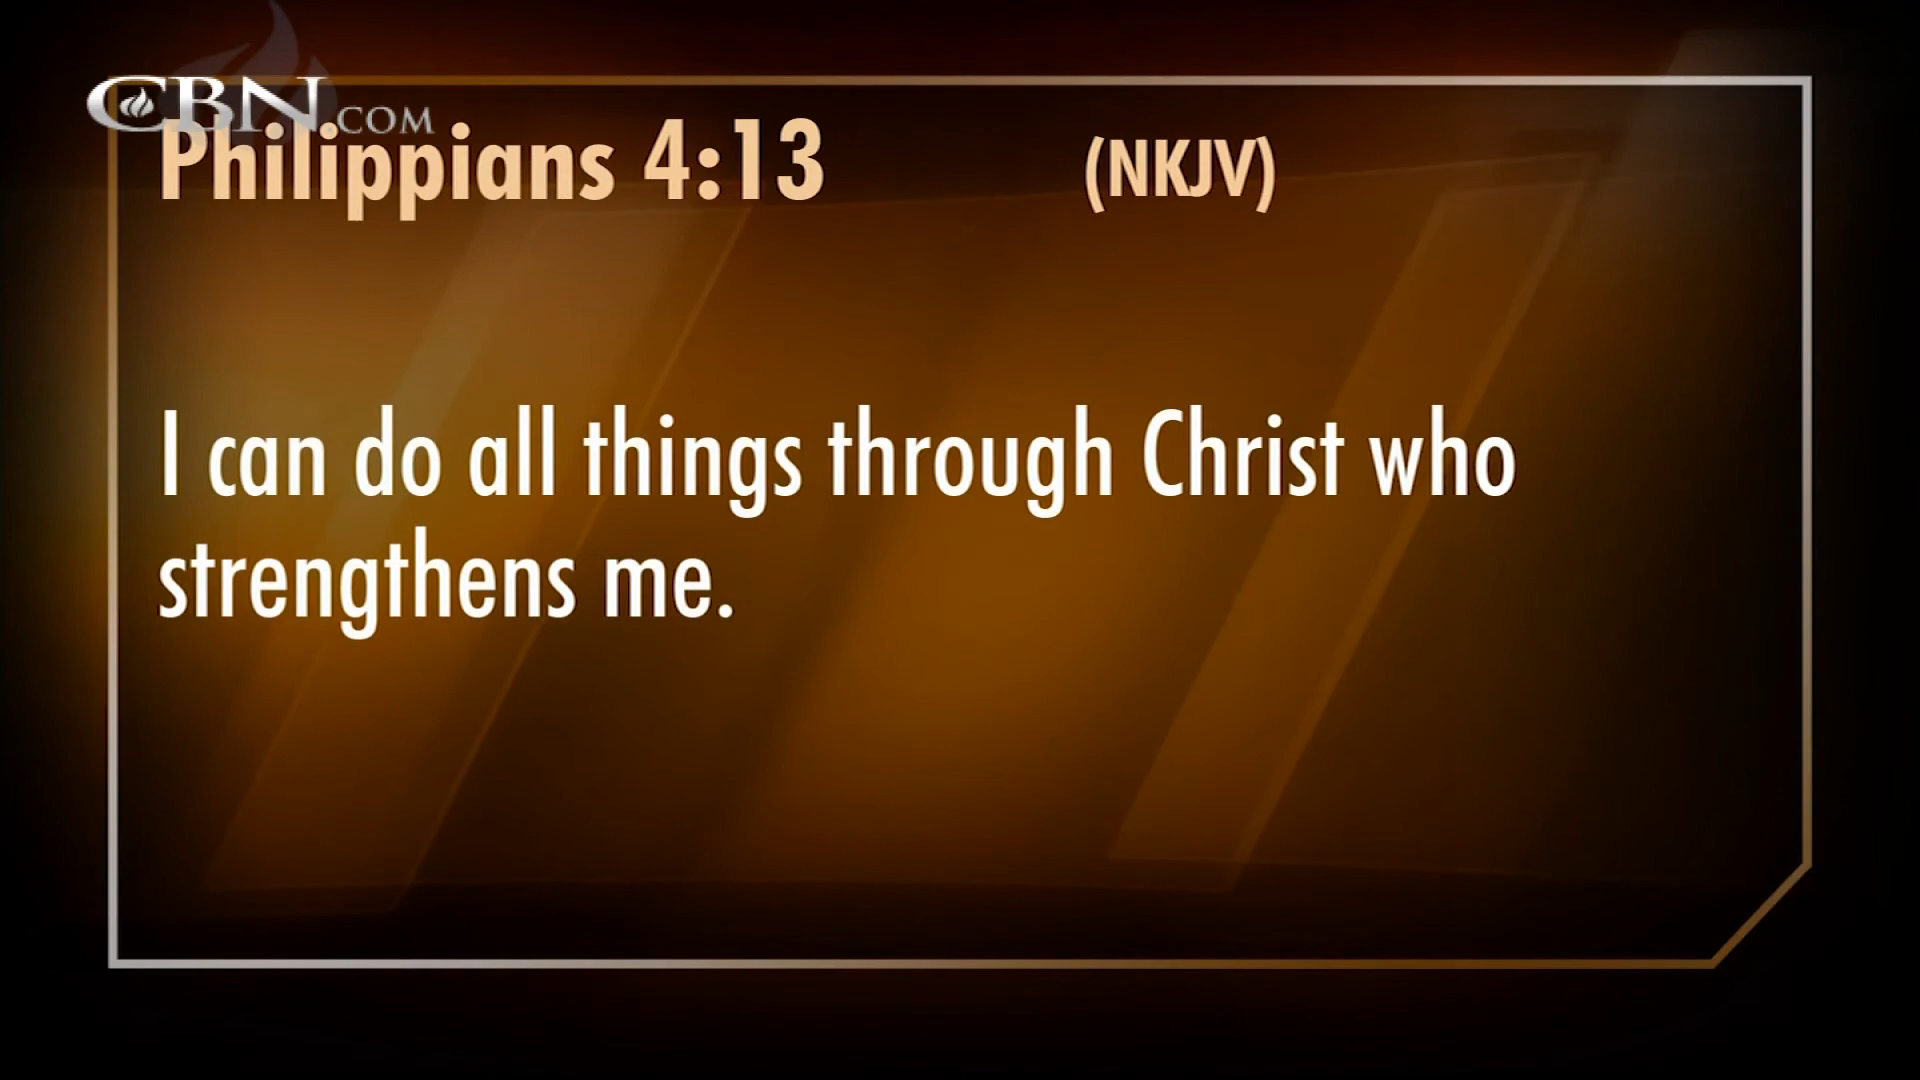 CBN.COM
Philippians 4:13 (NKJV)
I can do all things through Christ who
strengthens me.